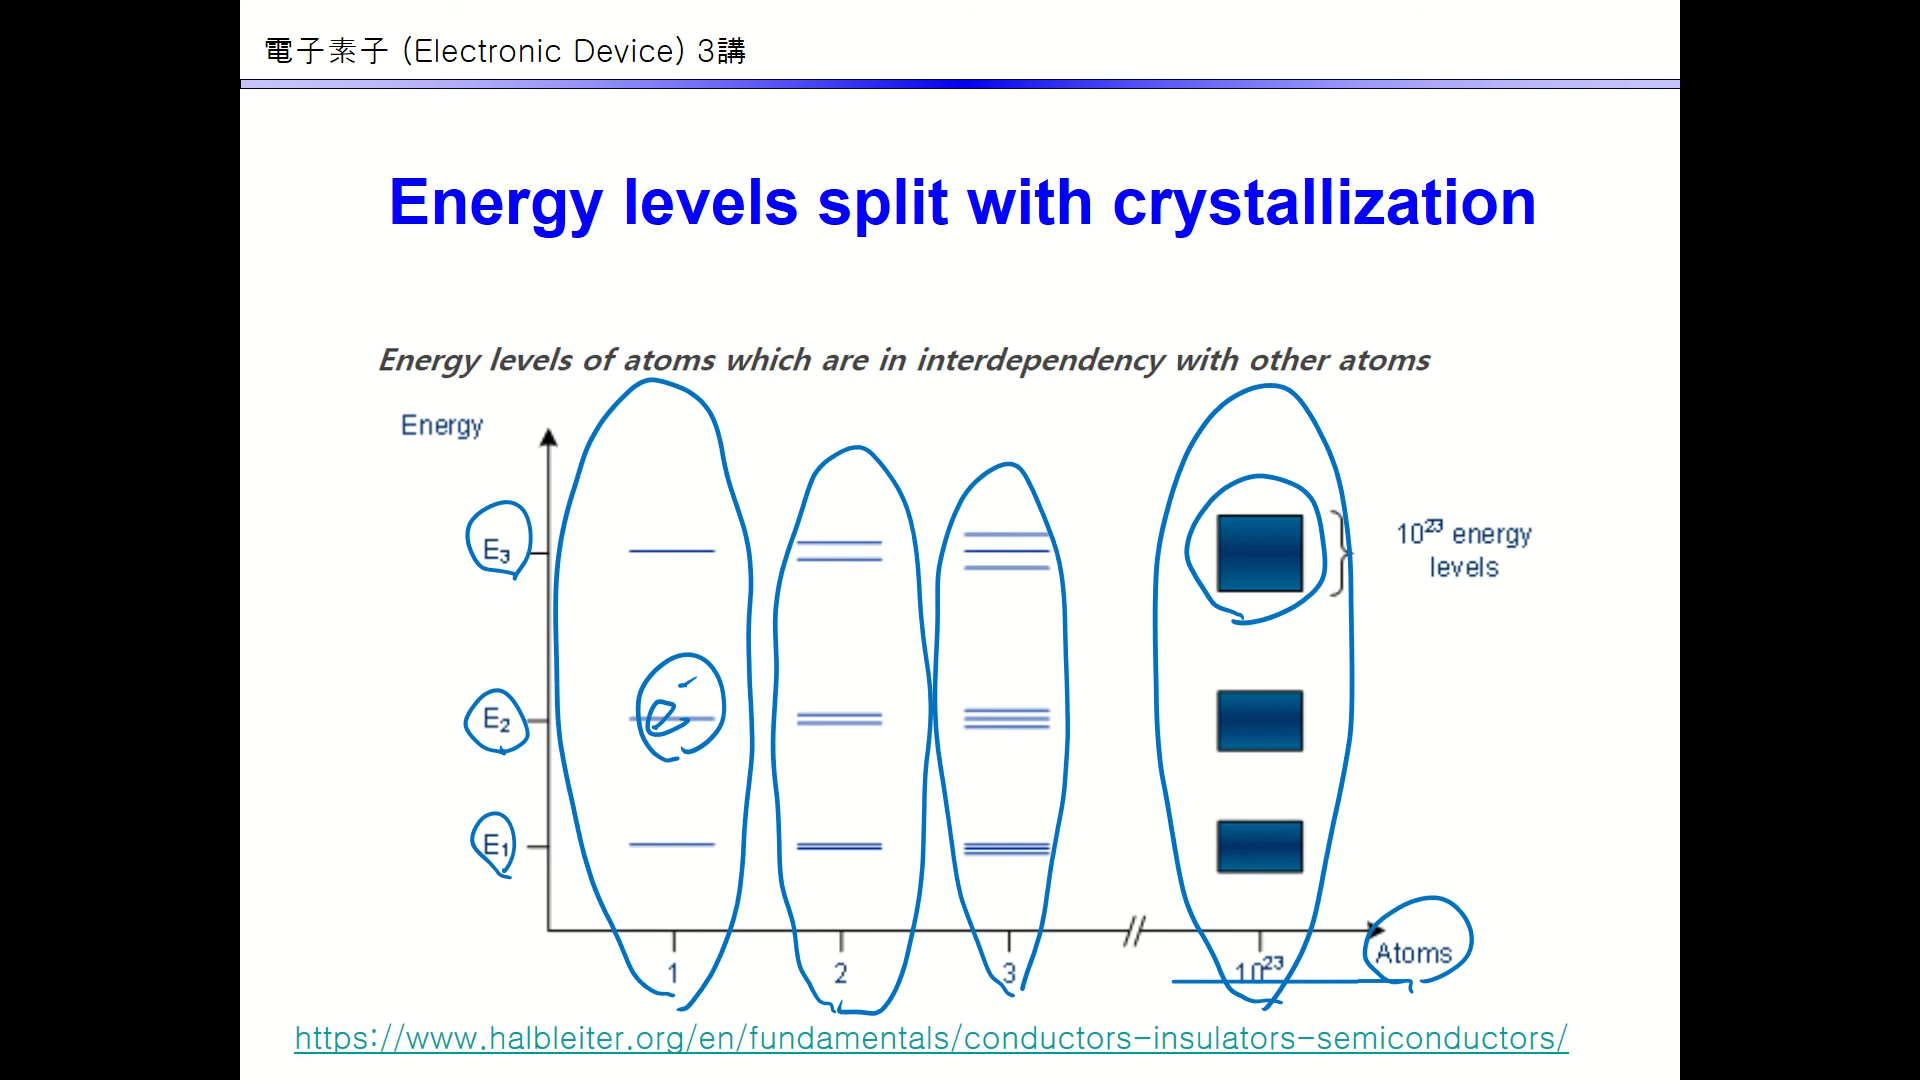 電子素子 (Electronic Device) 3講
Energy levels split with crystallization
Energy levels of atoms which are in interdependency with other atoms
Energy
E₃
10²³ energy
levels
e⁻
E₂
E₁
Atoms
1 2 3 10²³
https://www.halbleiter.org/en/fundamentals/conductors-insulators-semiconductors/